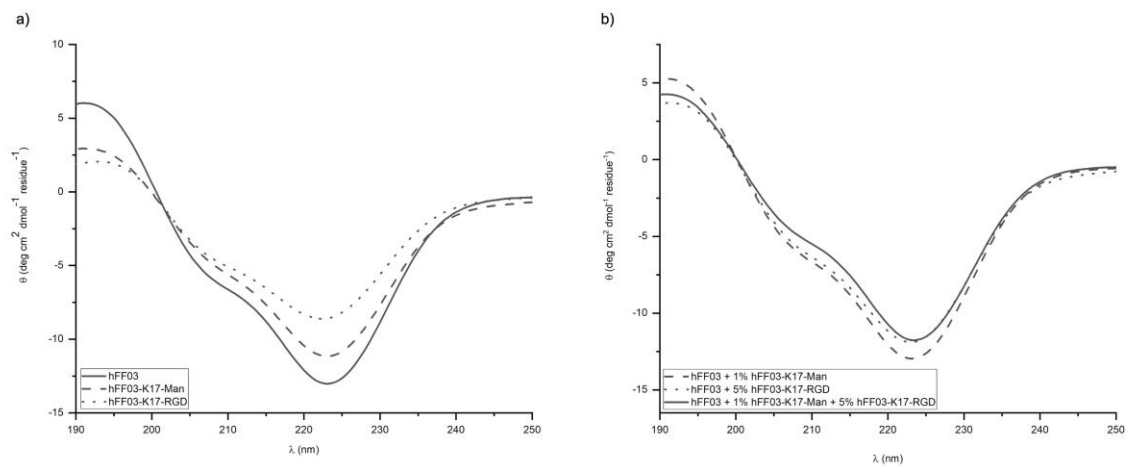 a)
10
5
0
-5
-10
-15
θ (deg cm² dmol⁻¹ residue⁻¹)
hFF03
hFF03-K17-Man
hFF03-K17-RGD
190 200 210 220 230 240 250
λ (nm)
b)
5
0
-5
-10
-15
θ (deg cm² dmol⁻¹ residue⁻¹)
hFF03 + 1% hFF03-K17-Man
hFF03 + 5% hFF03-K17-RGD
hFF03 + 1% hFF03-K17-Man + 5% hFF03-K17-RGD
190 200 210 220 230 240 250
λ (nm)